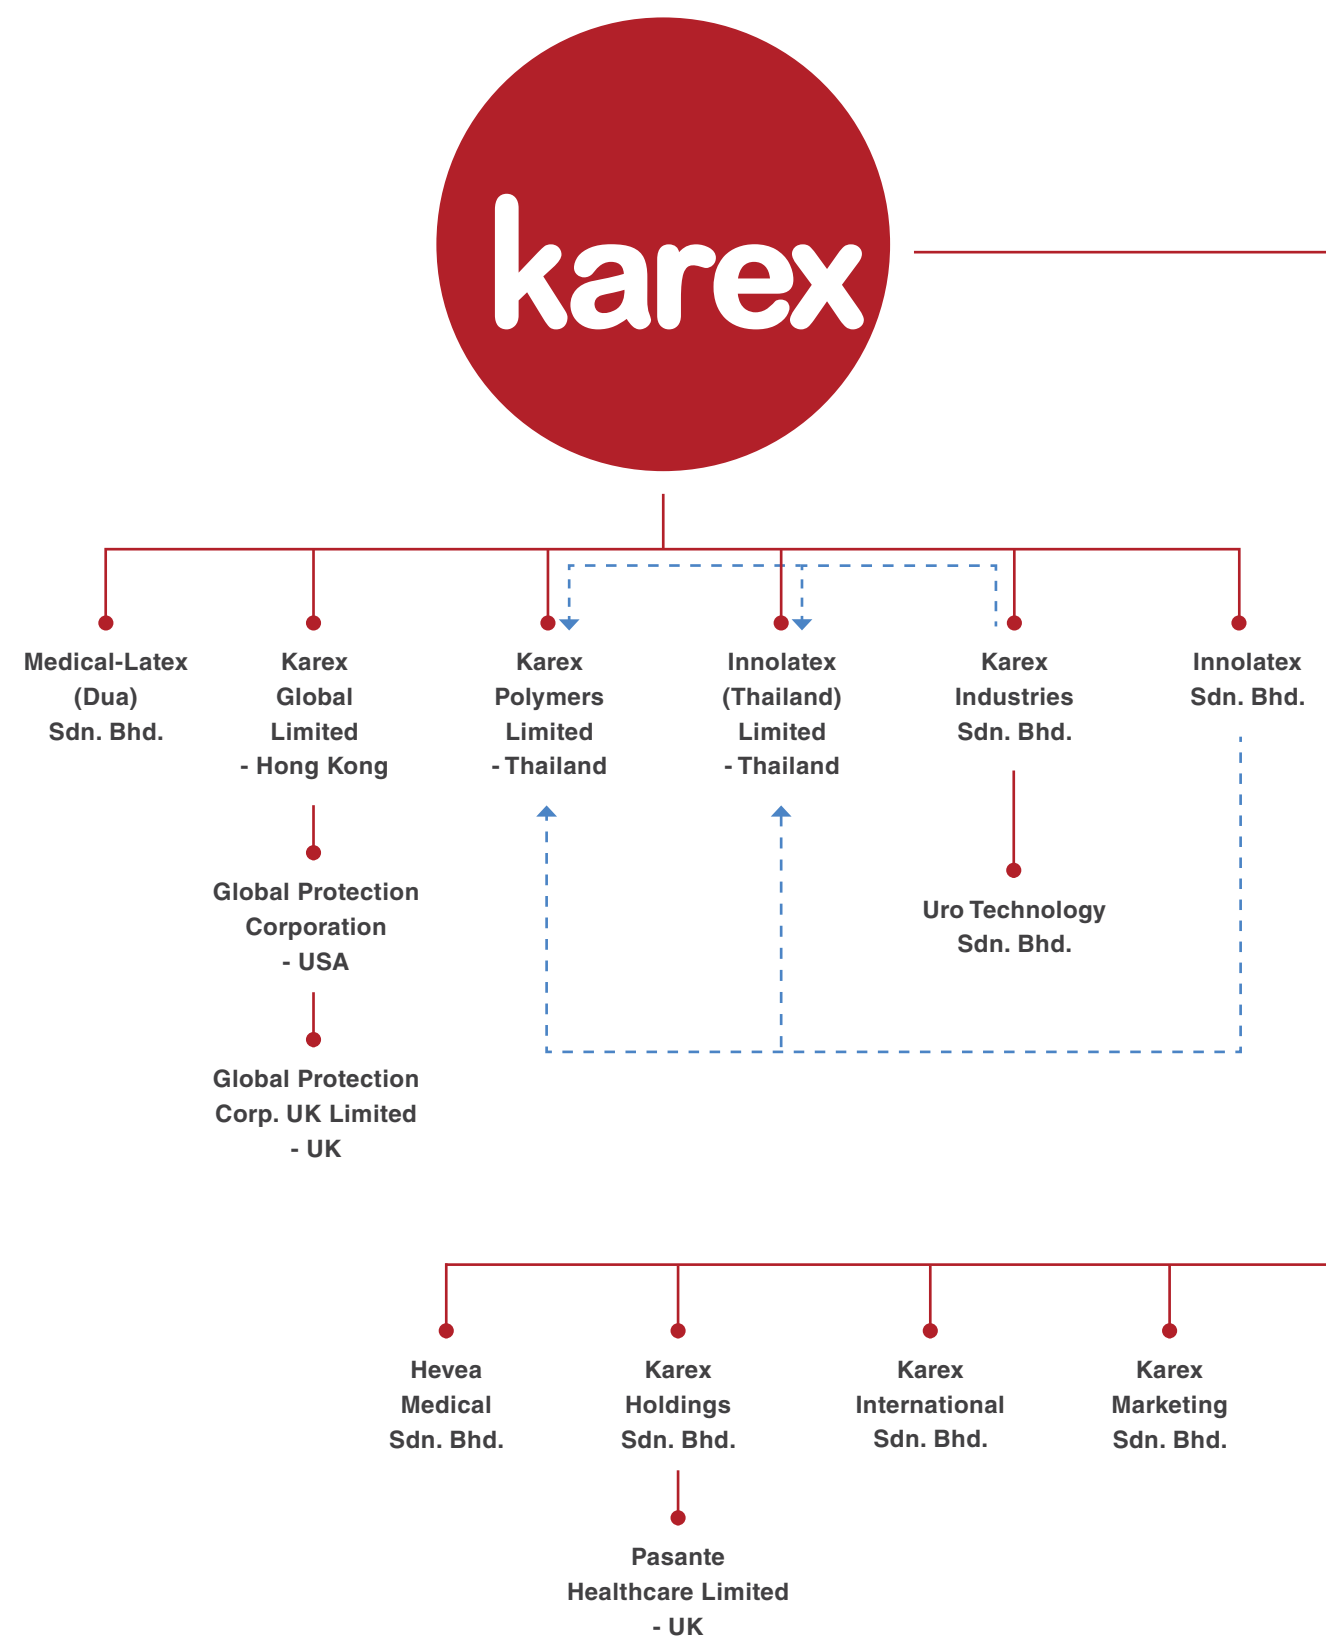 karex
Medical-Latex
(Dua)
Sdn. Bhd.
Karex
Global
Limited
- Hong Kong
Karex
Polymers
Limited
- Thailand
Innolatex
(Thailand)
Limited
- Thailand
Karex
Industries
Sdn. Bhd.
Innolatex
Sdn. Bhd.
Global Protection
Corporation
- USA
Uro Technology
Sdn. Bhd.
Global Protection
Corp. UK Limited
- UK
Hevea
Medical
Sdn. Bhd.
Karex
Holdings
Sdn. Bhd.
Karex
International
Sdn. Bhd.
Karex
Marketing
Sdn. Bhd.
Pasante
Healthcare Limited
- UK